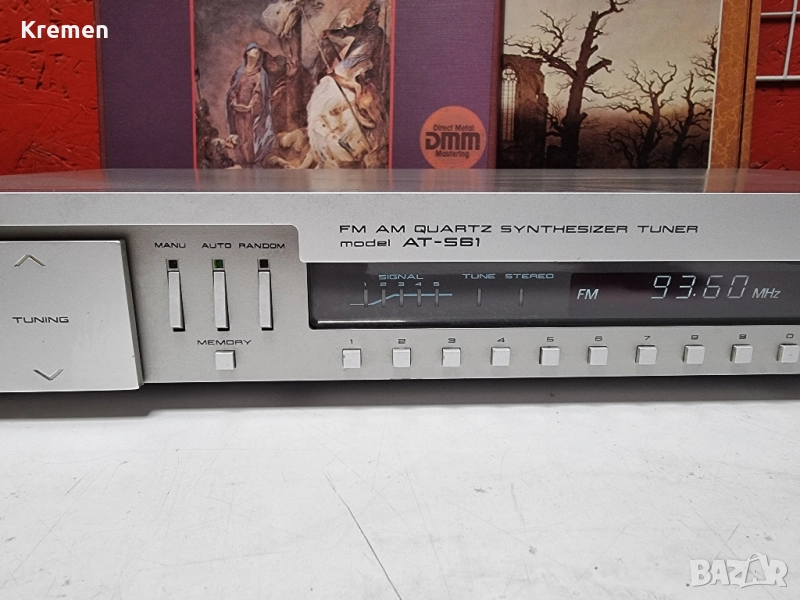 Kremen
Direct Metal
DMM
Mastering
FM AM QUARTZ SYNTHESIZER TUNER
model AT-S61
MANU AUTO RANDOM
SIGNAL TUNE STEREO
1 2 3 4 5
FM 93.60 MHz
TUNING
MEMORY
1 2 3 4 5 6 7 8 9 0
BAZAR